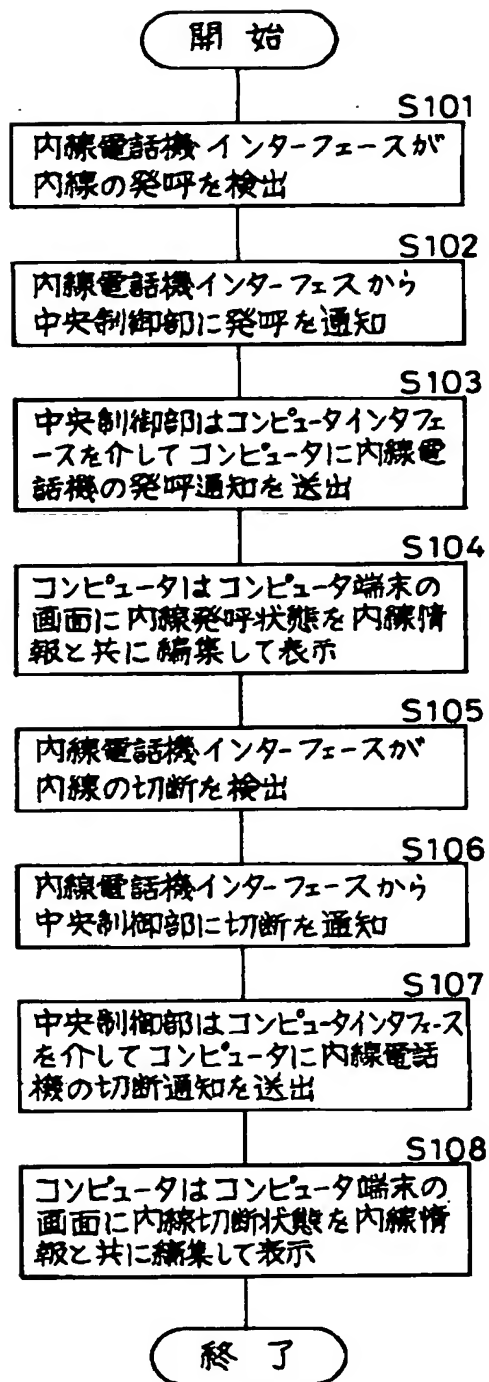 開始
S101
内線電話機インターフェースが
内線の発呼を検出
S102
内線電話機インターフェスから
中央制御部に発呼を通知
S103
中央制御部はコンピュータインタフェ
ースを介してコンピュータに内線電
話機の発呼通知を送出
S104
コンピュータはコンピュータ端末の
画面に内線発呼状態を内線情
報と共に編集して表示
S105
内線電話機インターフェースが
内線の切断を検出
S106
内線電話機インターフェースから
中央制御部に切断を通知
S107
中央制御部はコンピュータインタフェース
を介してコンピュータに内線電話
機の切断通知を送出
S108
コンピュータはコンピュータ端末の
画面に内線切断状態を内線情
報と共に編集して表示
終了